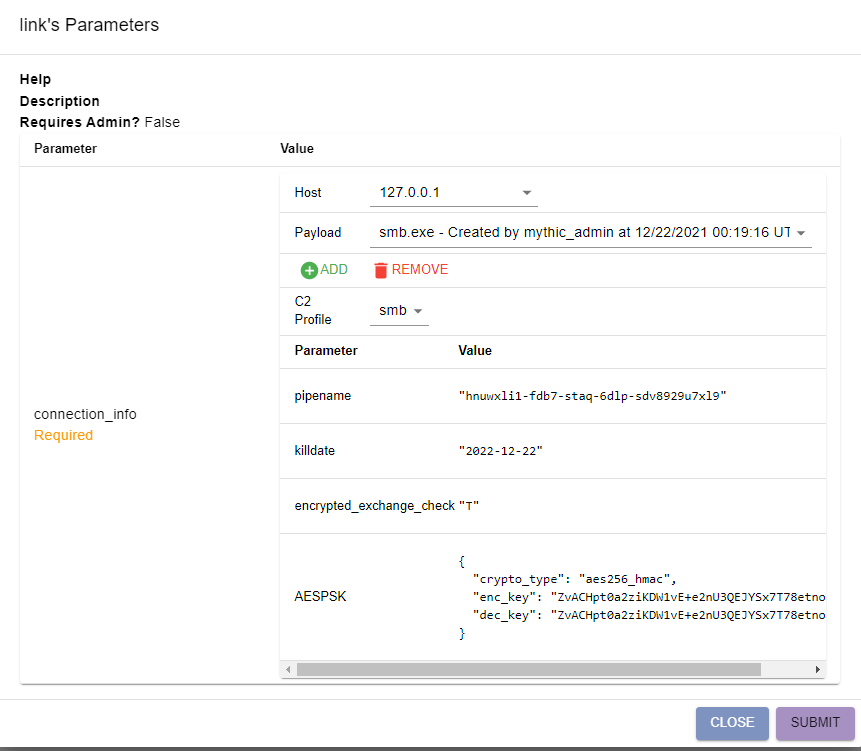 link's Parameters
Help
Description
Requires Admin? False
Parameter Value
Host 127.0.0.1
Payload smb.exe - Created by mythic_admin at 12/22/2021 00:19:16 UT
ADD REMOVE
C2
Profile smb
Parameter Value
pipename "hnuwxli1-fdb7-staq-6dlp-sdv8929u7xl9"
connection_info
Required
killdate "2022-12-22"
encrypted_exchange_check "T"
AESPSK
{
"crypto_type": "aes256_hmac",
"enc_key": "ZvACHpt0a2ziKDW1vE+e2nU3QEJYSx7T78etno
"dec_key": "ZvACHpt0a2ziKDW1vE+e2nU3QEJYSx7T78etno
}
CLOSE SUBMIT